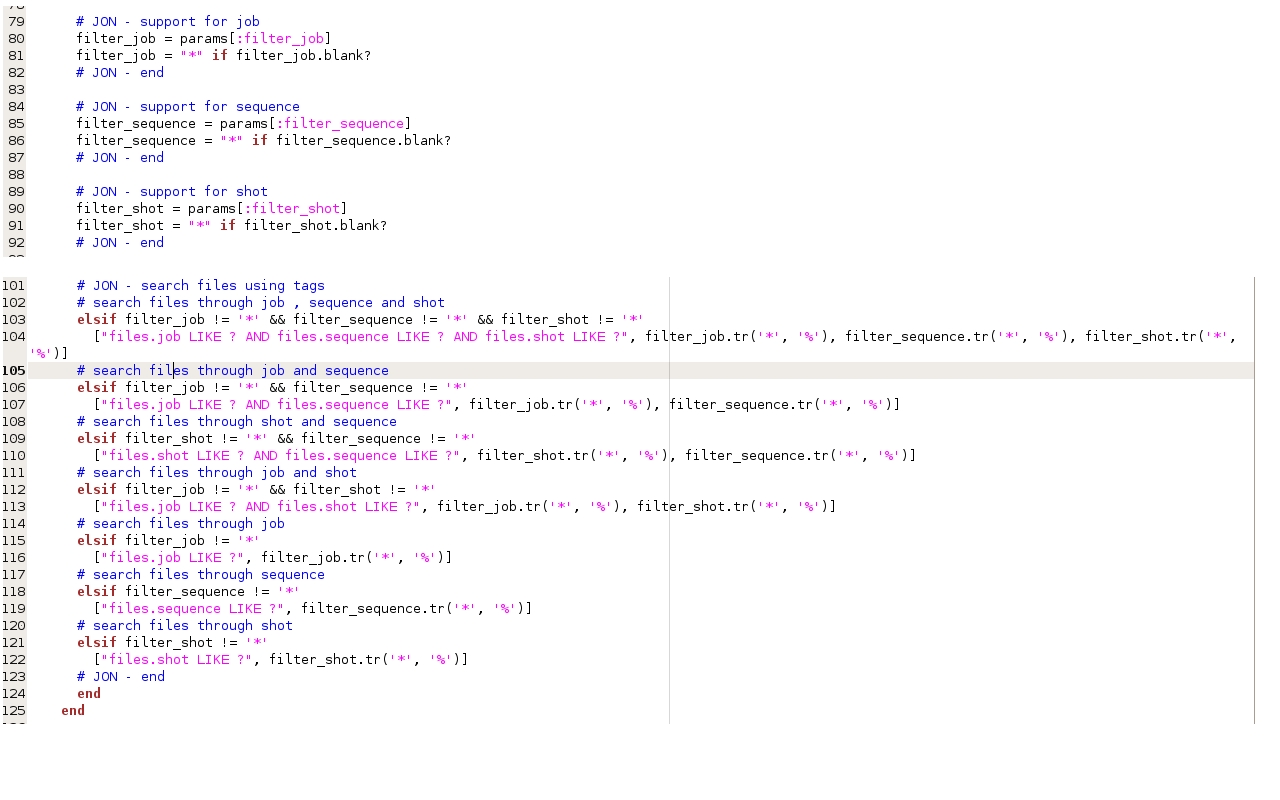 79 # JON - support for job
80 filter_job = params[:filter_job]
81 filter_job = "*" if filter_job.blank?
82 # JON - end
83
84 # JON - support for sequence
85 filter_sequence = params[:filter_sequence]
86 filter_sequence = "*" if filter_sequence.blank?
87 # JON - end
88
89 # JON - support for shot
90 filter_shot = params[:filter_shot]
91 filter_shot = "*" if filter_shot.blank?
92 # JON - end
101 # JON - search files using tags
102 # search files through job , sequence and shot
103 elsif filter_job != '*' && filter_sequence != '*' && filter_shot != '*'
104 ["files.job LIKE ? AND files.sequence LIKE ? AND files.shot LIKE ?", filter_job.tr('*', '%'), filter_sequence.tr('*', '%'), filter_shot.tr('*',
'%')]
105 # search files through job and sequence
106 elsif filter_job != '*' && filter_sequence != '*'
107 ["files.job LIKE ? AND files.sequence LIKE ?", filter_job.tr('*', '%'), filter_sequence.tr('*', '%')]
108 # search files through shot and sequence
109 elsif filter_shot != '*' && filter_sequence != '*'
110 ["files.shot LIKE ? AND files.sequence LIKE ?", filter_shot.tr('*', '%'), filter_sequence.tr('*', '%')]
111 # search files through job and shot
112 elsif filter_job != '*' && filter_shot != '*'
113 ["files.job LIKE ? AND files.shot LIKE ?", filter_job.tr('*', '%'), filter_shot.tr('*', '%')]
114 # search files through job
115 elsif filter_job != '*'
116 ["files.job LIKE ?", filter_job.tr('*', '%')]
117 # search files through sequence
118 elsif filter_sequence != '*'
119 ["files.sequence LIKE ?", filter_sequence.tr('*', '%')]
120 # search files through shot
121 elsif filter_shot != '*'
122 ["files.shot LIKE ?", filter_shot.tr('*', '%')]
123 # JON - end
124 end
125 end